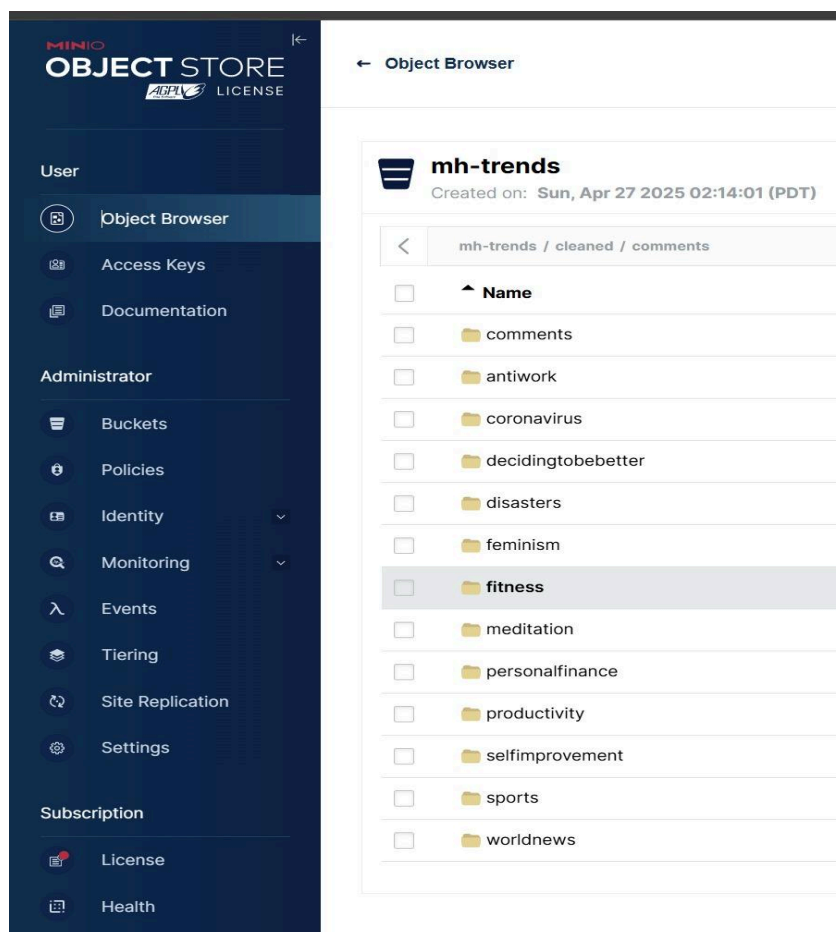 MINIO
OBJECT STORE
AGPLV3 LICENSE
User
Object Browser
Access Keys
Documentation
Administrator
Buckets
Policies
Identity
Monitoring
Events
Tiering
Site Replication
Settings
Subscription
License
Health
← Object Browser
mh-trends
Created on: Sun, Apr 27 2025 02:14:01 (PDT)
mh-trends / cleaned / comments
Name
comments
antiwork
coronavirus
decidingtobebetter
disasters
feminism
fitness
meditation
personalfinance
productivity
selfimprovement
sports
worldnews